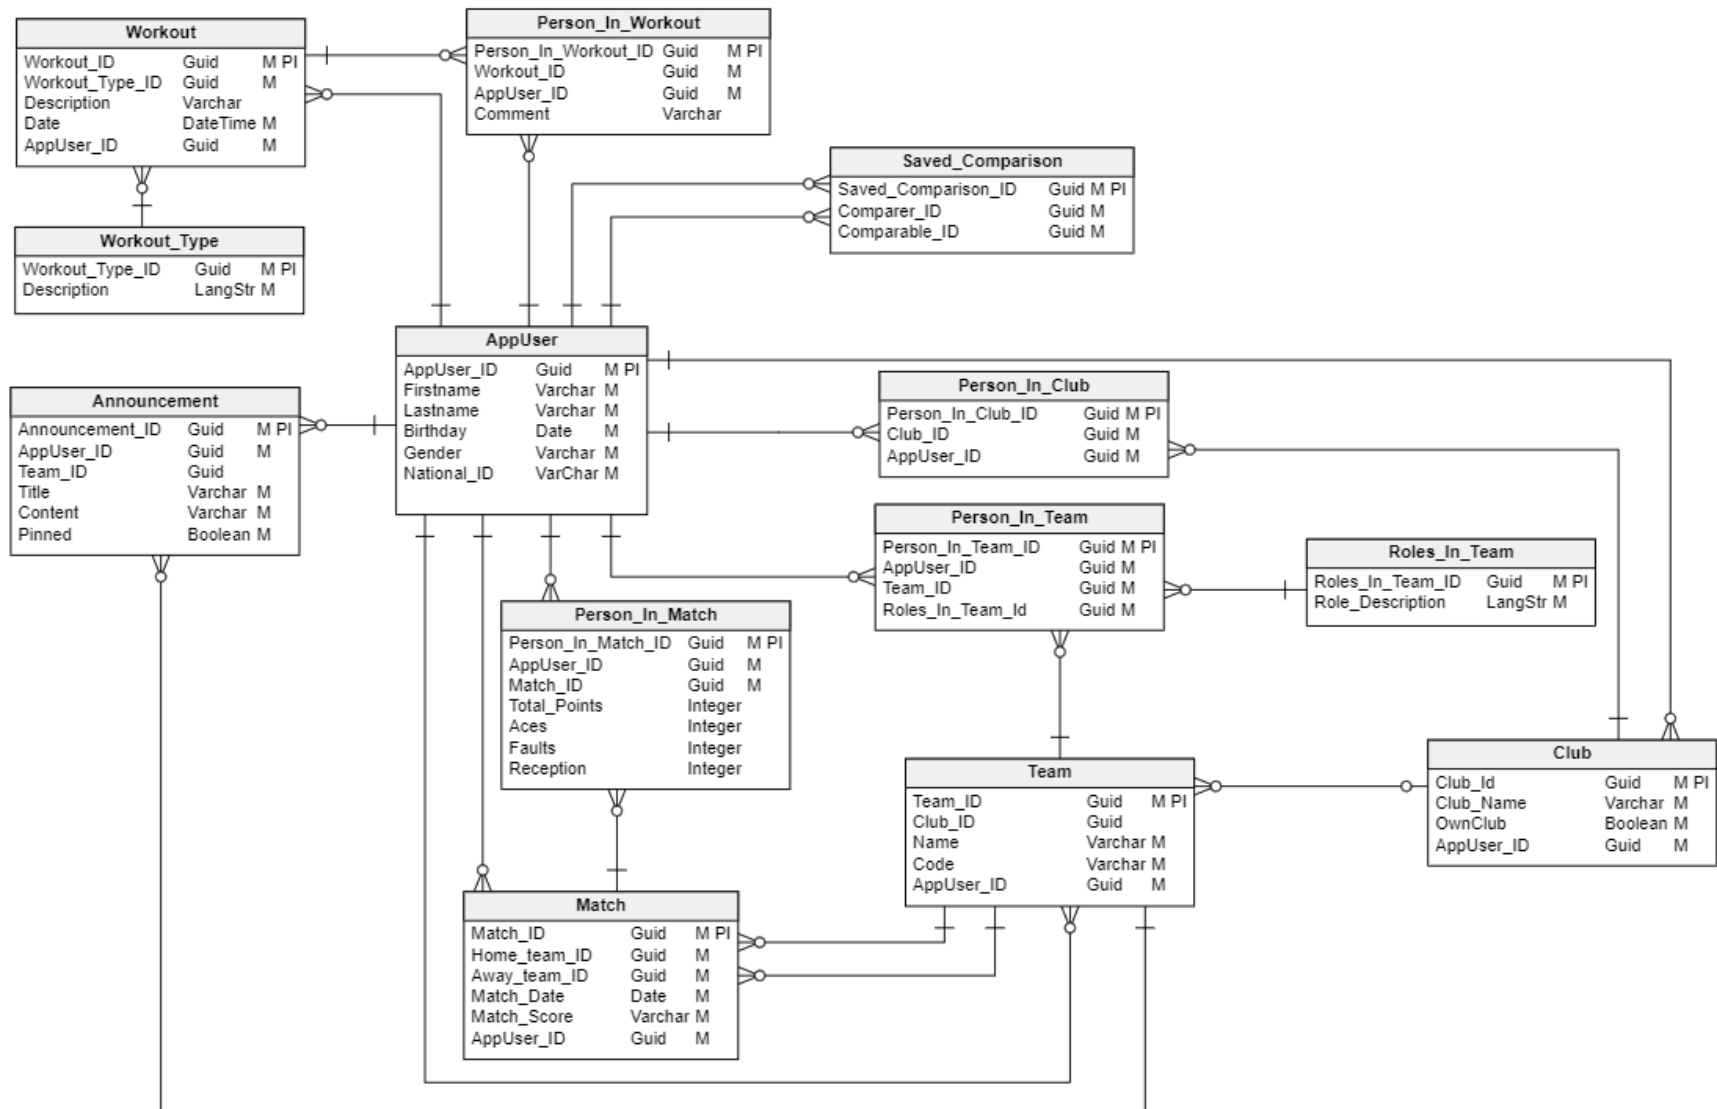 Workout
Workout_ID Guid M PI
Workout_Type_ID Guid M
Description Varchar
Date DateTime M
AppUser_ID Guid M
Person_In_Workout
Person_In_Workout_ID Guid M PI
Workout_ID Guid M
AppUser_ID Guid M
Comment Varchar
Saved_Comparison
Saved_Comparison_ID Guid M PI
Comparer_ID Guid M
Comparable_ID Guid M
Workout_Type
Workout_Type_ID Guid M PI
Description LangStr M
AppUser
AppUser_ID Guid M PI
Firstname Varchar M
Lastname Varchar M
Birthday Date M
Gender Varchar M
National_ID VarChar M
Announcement
Announcement_ID Guid M PI
AppUser_ID Guid M
Team_ID Guid
Title Varchar M
Content Varchar M
Pinned Boolean M
Person_In_Club
Person_In_Club_ID Guid M PI
Club_ID Guid M
AppUser_ID Guid M
Person_In_Team
Person_In_Team_ID Guid M PI
AppUser_ID Guid M
Team_ID Guid M
Roles_In_Team_Id Guid M
Roles_In_Team
Roles_In_Team_ID Guid M PI
Role_Description LangStr M
Person_In_Match
Person_In_Match_ID Guid M PI
AppUser_ID Guid M
Match_ID Guid M
Total_Points Integer
Aces Integer
Faults Integer
Reception Integer
Team
Team_ID Guid M PI
Club_ID Guid
Name Varchar M
Code Varchar M
AppUser_ID Guid M
Club
Club_Id Guid M PI
Club_Name Varchar M
OwnClub Boolean M
AppUser_ID Guid M
Match
Match_ID Guid M PI
Home_team_ID Guid M
Away_team_ID Guid M
Match_Date Date M
Match_Score Varchar M
AppUser_ID Guid M